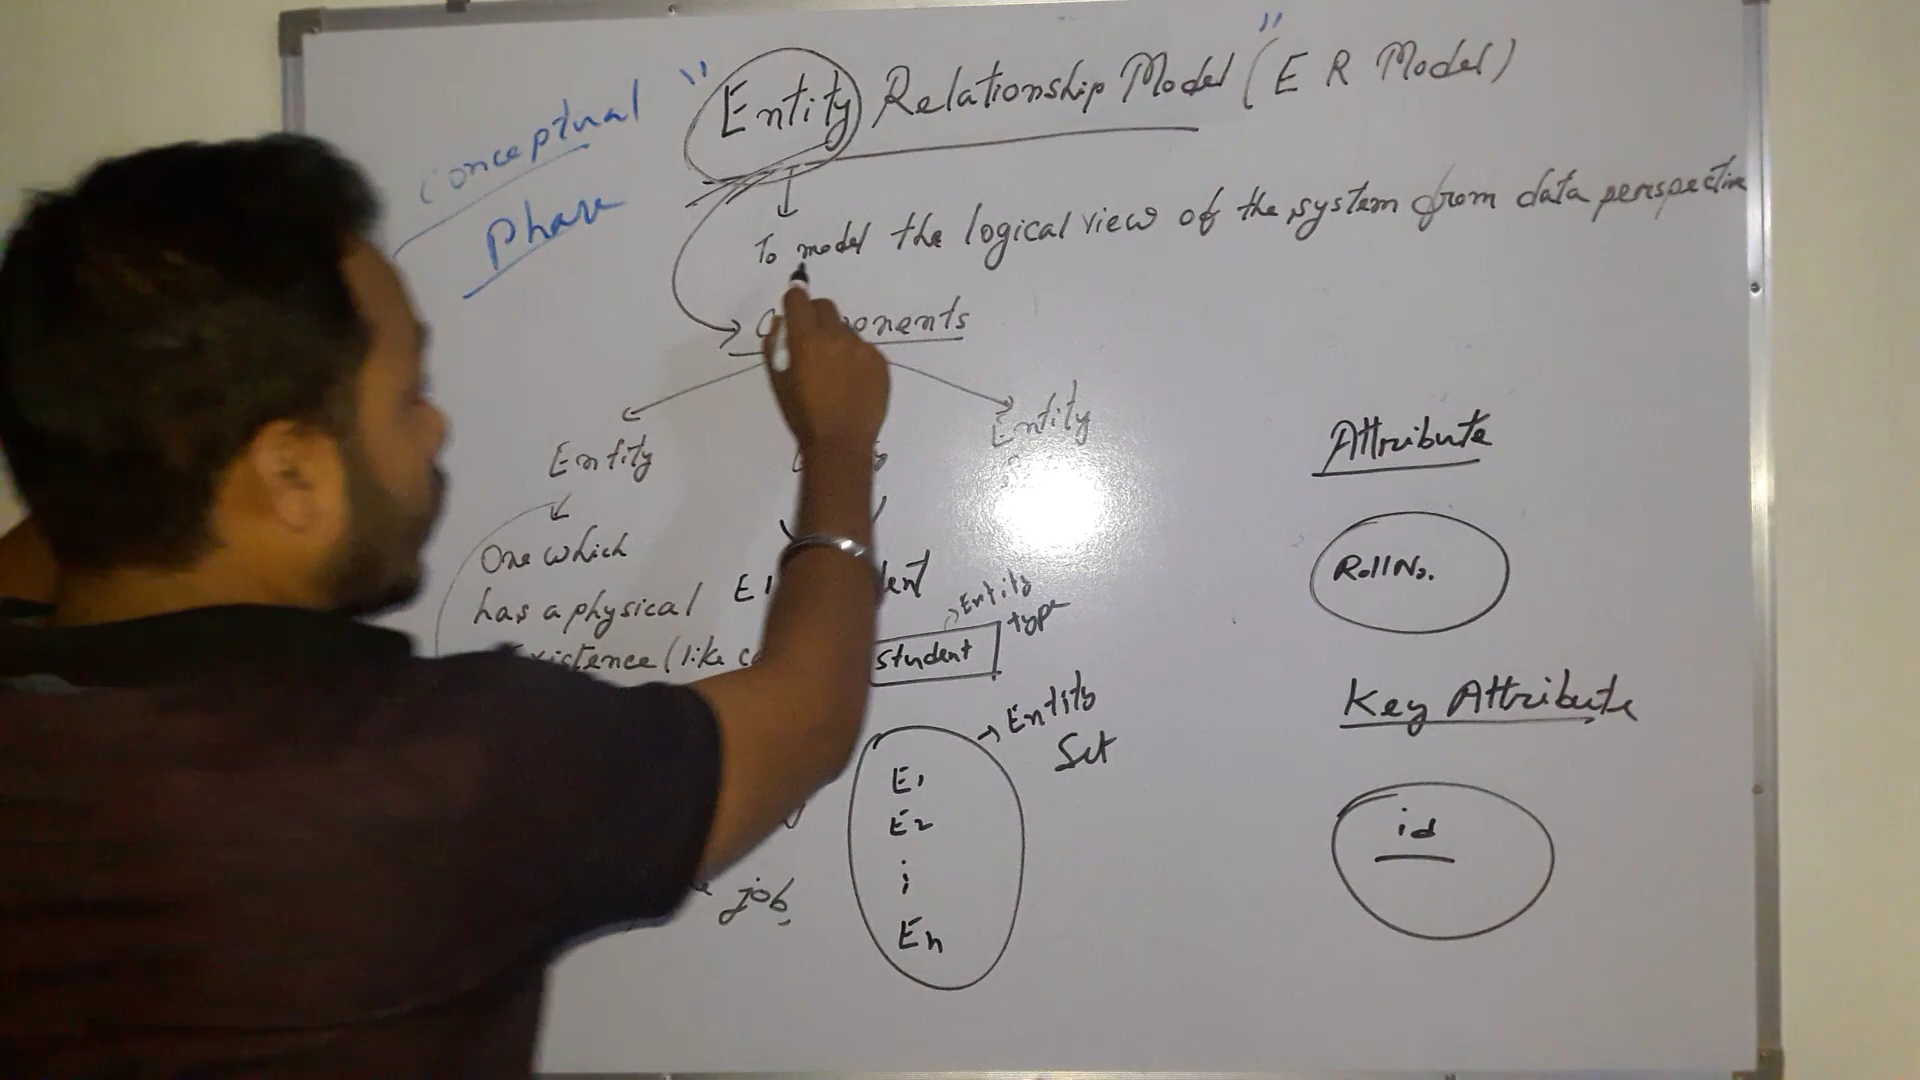 conceptual
Phase
" Entity Relationship Model" (ER Model)
To model the logical view of the system from data perspective
Entity
Entity
One which
has a physical
existence (like
E1
Entity
type
Student
Entity
Set
E1
E2
En
job
Attribute
RollNo.
Key Attribute
id